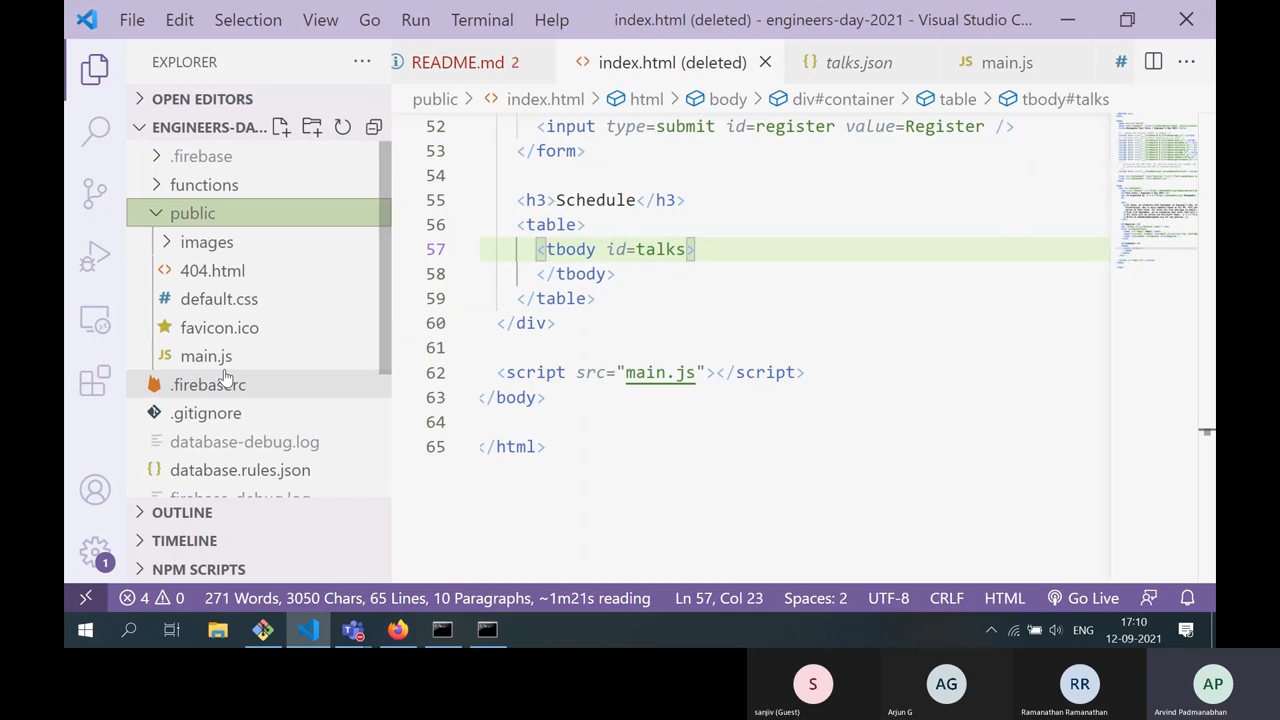 File Edit Selection View Go Run Terminal Help index.html (deleted) - engineers-day-2021 - Visual Studio C...
EXPLORER
README.md 2 index.html (deleted) talks.json main.js
OPEN EDITORS
public > index.html > html > body > div#container > table > tbody#talks
ENGINEERS-DA...
.firebase
functions
public
images
404.html
default.css
favicon.ico
main.js
.firebaserc
.gitignore
database-debug.log
database.rules.json
firebase-debug.log
OUTLINE
TIMELINE
NPM SCRIPTS
52 <input type=submit id=register value=Register />
53 </form>
54
55 <h3>Schedule</h3>
56 <table>
57 <tbody id=talks>
58 </tbody>
59 </table>
60 </div>
61
62 <script src="main.js"></script>
63 </body>
64
65 </html>
1
4 0 271 Words, 3050 Chars, 65 Lines, 10 Paragraphs, ~1m21s reading Ln 57, Col 23 Spaces: 2 UTF-8 CRLF HTML Go Live
ENG 17:10
12-09-2021
S AG RR AP
sanjiv (Guest) Arjun G Ramanathan Ramanathan Arvind Padmanabhan